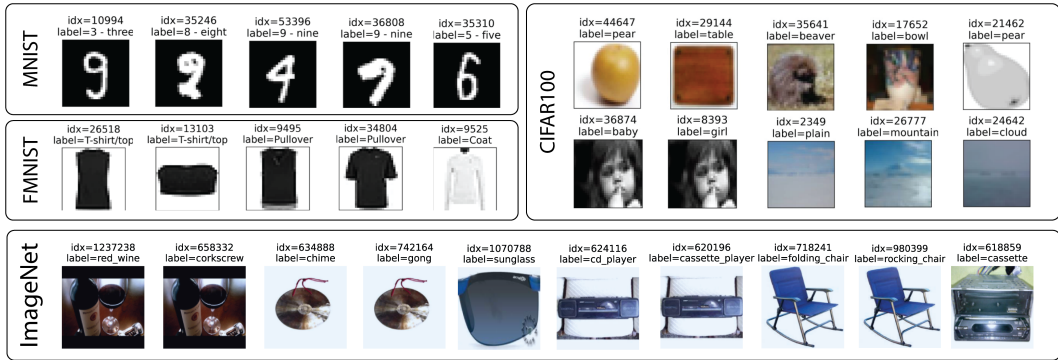 MNIST
idx=10994 idx=35246 idx=53396 idx=36808 idx=35310
label=3 - three label=8 - eight label=9 - nine label=9 - nine label=5 - five
FMNIST
idx=26518 idx=13103 idx=9495 idx=34804 idx=9525
label=T-shirt/top label=T-shirt/top label=Pullover label=Pullover label=Coat
CIFAR100
idx=44647 idx=29144 idx=35641 idx=17652 idx=21462
label=pear label=table label=beaver label=bowl label=pear
idx=36874 idx=8393 idx=2349 idx=26777 idx=24642
label=baby label=girl label=plain label=mountain label=cloud
ImageNet
idx=1237238 idx=658332 idx=634888 idx=742164 idx=1070788 idx=624116 idx=620196 idx=718241 idx=980399 idx=618859
label=red_wine label=corkscrew label=chime label=gong label=sunglass label=cd_player label=cassette_player label=folding_chair label=rocking_chair label=cassette